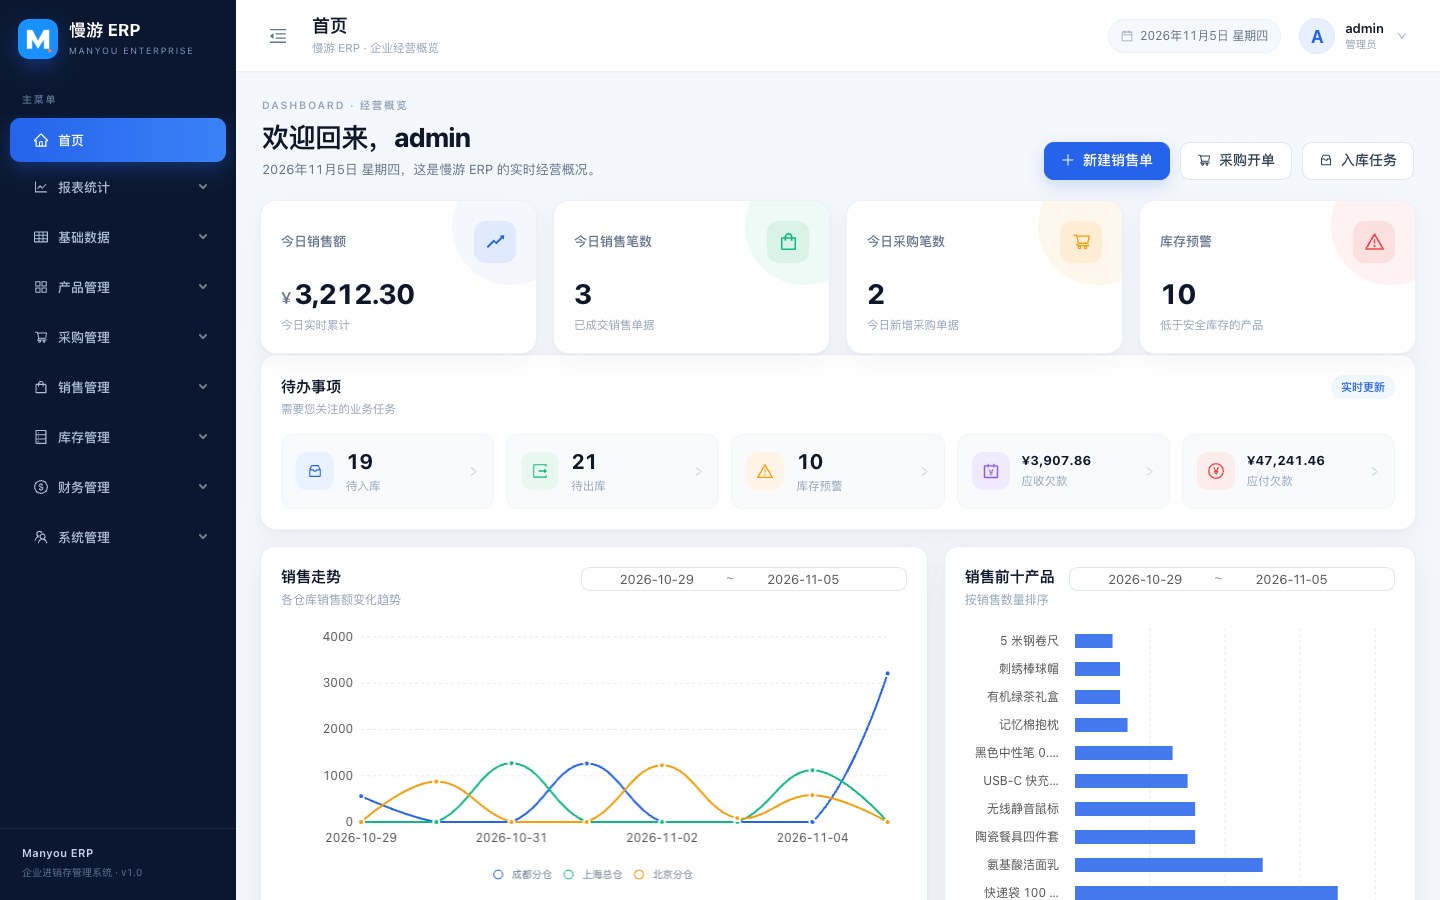 慢游 ERP
MANYOU ENTERPRISE
主菜单
首页
报表统计
基础数据
产品管理
采购管理
销售管理
库存管理
财务管理
系统管理
Manyou ERP
企业进销存管理系统 · v1.0
首页
慢游 ERP · 企业经营概览
2026年11月5日 星期四
A
admin
管理员
DASHBOARD · 经营概览
欢迎回来，admin
2026年11月5日 星期四，这是慢游 ERP 的实时经营概况。
新建销售单
采购开单
入库任务
今日销售额
¥ 3,212.30
今日实时累计
今日销售笔数
3
已成交销售单据
今日采购笔数
2
今日新增采购单据
库存预警
10
低于安全库存的产品
待办事项
需要您关注的业务任务
实时更新
19
待入库
21
待出库
10
库存预警
¥3,907.86
应收欠款
¥47,241.46
应付欠款
销售走势
各仓库销售额变化趋势
2026-10-29 ~ 2026-11-05
4000
3000
2000
1000
0
2026-10-29 2026-10-31 2026-11-02 2026-11-04
成都分仓 上海总仓 北京分仓
销售前十产品
按销售数量排序
2026-10-29 ~ 2026-11-05
5 米钢卷尺
刺绣棒球帽
有机绿茶礼盒
记忆棉抱枕
黑色中性笔 0....
USB-C 快充...
无线静音鼠标
陶瓷餐具四件套
氨基酸洁面乳
快递袋 100 ...